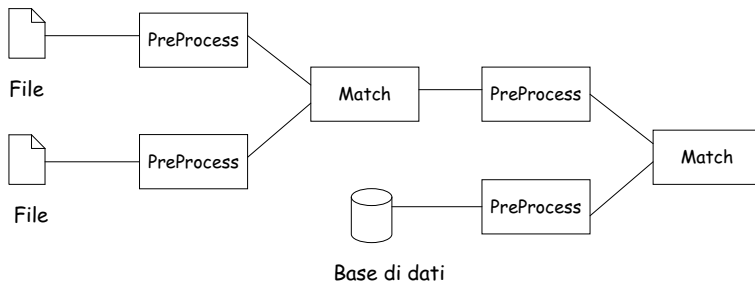 PreProcess
File
Match
PreProcess
PreProcess
File
Match
PreProcess
Base di dati